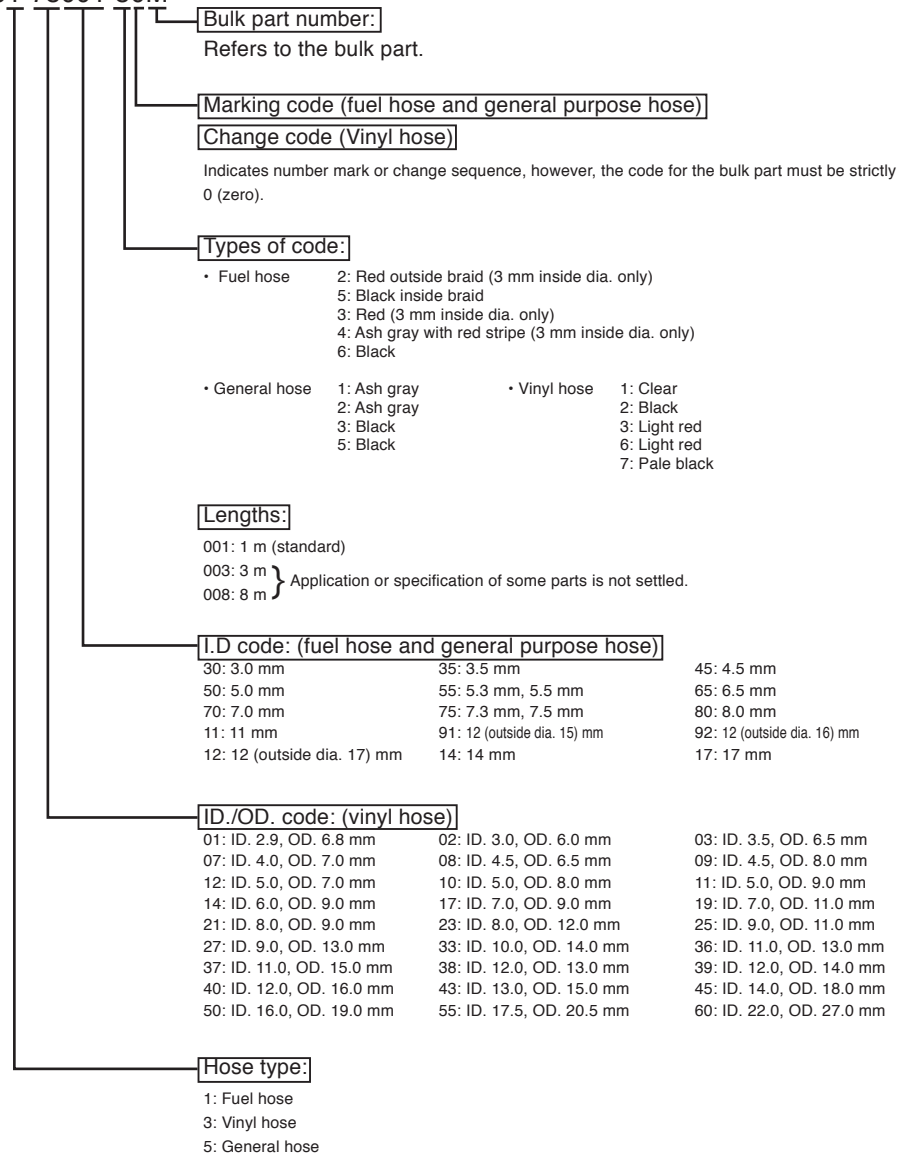 Bulk part number:
Refers to the bulk part.
Marking code (fuel hose and general purpose hose)
Change code (Vinyl hose)
Indicates number mark or change sequence, however, the code for the bulk part must be strictly
0 (zero).
Types of code:
・ Fuel hose 2: Red outside braid (3 mm inside dia. only)
5: Black inside braid
3: Red (3 mm inside dia. only)
4: Ash gray with red stripe (3 mm inside dia. only)
6: Black
・General hose 1: Ash gray ・Vinyl hose 1: Clear
2: Ash gray 2: Black
3: Black 3: Light red
5: Black 6: Light red
7: Pale black
Lengths:
001: 1 m (standard)
003: 3 m } Application or specification of some parts is not settled.
008: 8 m
I.D code: (fuel hose and general purpose hose)
30: 3.0 mm 35: 3.5 mm 45: 4.5 mm
50: 5.0 mm 55: 5.3 mm, 5.5 mm 65: 6.5 mm
70: 7.0 mm 75: 7.3 mm, 7.5 mm 80: 8.0 mm
11: 11 mm 91: 12 (outside dia. 15) mm 92: 12 (outside dia. 16) mm
12: 12 (outside dia. 17) mm 14: 14 mm 17: 17 mm
ID./OD. code: (vinyl hose)
01: ID. 2.9, OD. 6.8 mm 02: ID. 3.0, OD. 6.0 mm 03: ID. 3.5, OD. 6.5 mm
07: ID. 4.0, OD. 7.0 mm 08: ID. 4.5, OD. 6.5 mm 09: ID. 4.5, OD. 8.0 mm
12: ID. 5.0, OD. 7.0 mm 10: ID. 5.0, OD. 8.0 mm 11: ID. 5.0, OD. 9.0 mm
14: ID. 6.0, OD. 9.0 mm 17: ID. 7.0, OD. 9.0 mm 19: ID. 7.0, OD. 11.0 mm
21: ID. 8.0, OD. 9.0 mm 23: ID. 8.0, OD. 12.0 mm 25: ID. 9.0, OD. 11.0 mm
27: ID. 9.0, OD. 13.0 mm 33: ID. 10.0, OD. 14.0 mm 36: ID. 11.0, OD. 13.0 mm
37: ID. 11.0, OD. 15.0 mm 38: ID. 12.0, OD. 13.0 mm 39: ID. 12.0, OD. 14.0 mm
40: ID. 12.0, OD. 16.0 mm 43: ID. 13.0, OD. 15.0 mm 45: ID. 14.0, OD. 18.0 mm
50: ID. 16.0, OD. 19.0 mm 55: ID. 17.5, OD. 20.5 mm 60: ID. 22.0, OD. 27.0 mm
Hose type:
1: Fuel hose
3: Vinyl hose
5: General hose